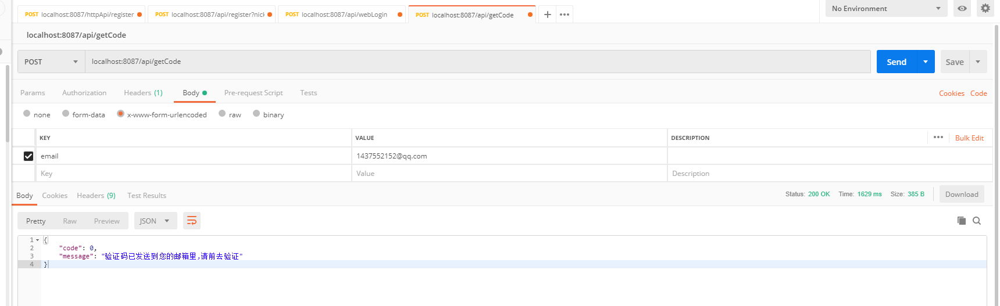 POST localhost:8087/httpApi/register
POST localhost:8087/api/register?nick
POST localhost:8087/api/webLogin
POST localhost:8087/api/getCode
No Environment
localhost:8087/api/getCode
POST
localhost:8087/api/getCode
Send
Save
Params
Authorization
Headers (1)
Body
Pre-request Script
Tests
Cookies
Code
none
form-data
x-www-form-urlencoded
raw
binary
KEY
VALUE
DESCRIPTION
Bulk Edit
email
1437552152@qq.com
Key
Value
Description
Body
Cookies
Headers (9)
Test Results
Status: 200 OK
Time: 1629 ms
Size: 385 B
Download
Pretty
Raw
Preview
JSON
1 {
2 "code": 0,
3 "message": "验证码已发送到您的邮箱里,请前去验证"
4 }